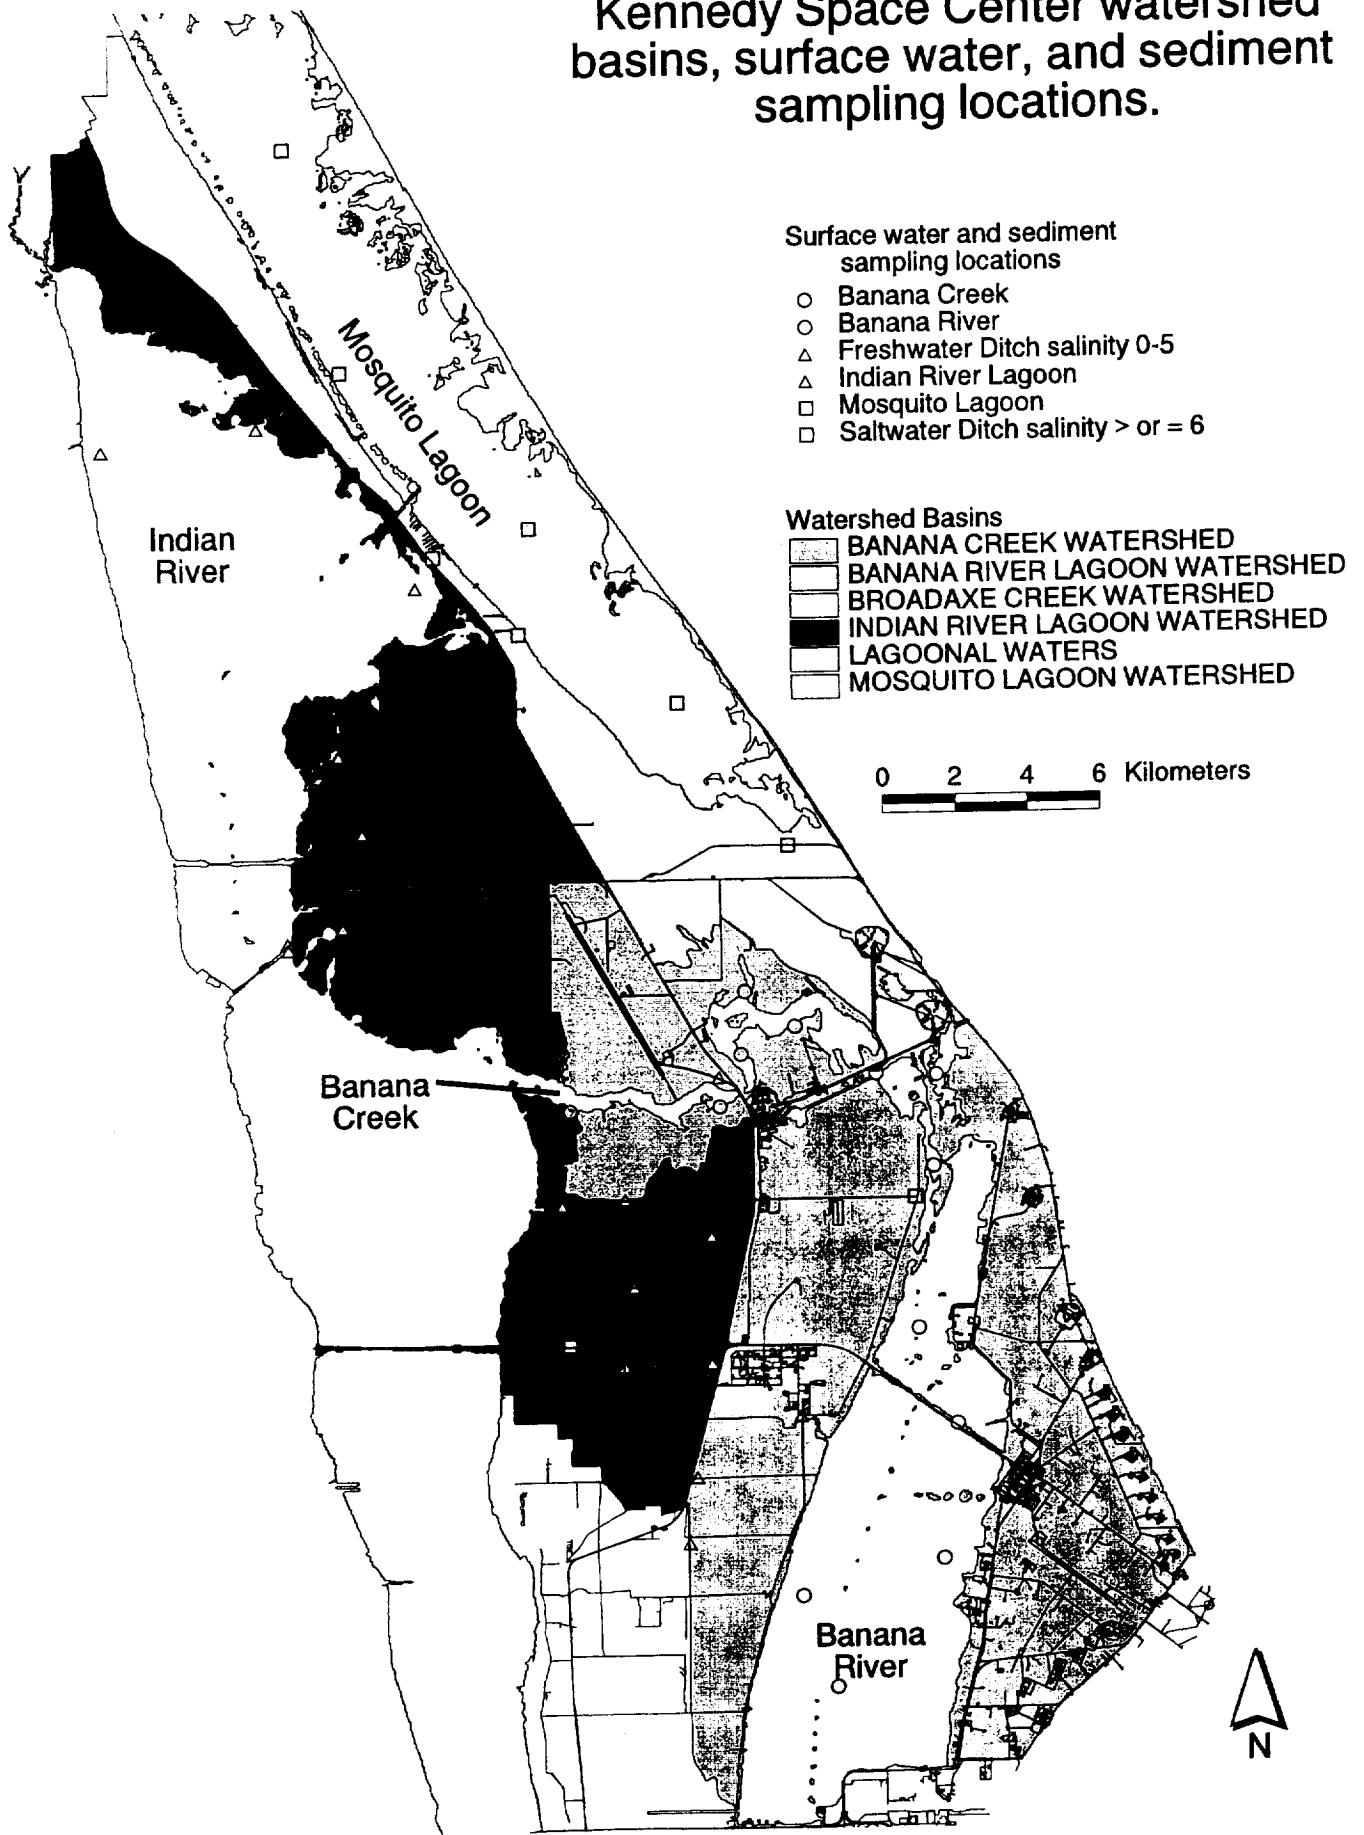 Kennedy Space Center watershed
basins, surface water, and sediment
sampling locations.
Surface water and sediment
sampling locations
Banana Creek
Banana River
Freshwater Ditch salinity 0-5
Indian River Lagoon
Mosquito Lagoon
Saltwater Ditch salinity > or = 6
Watershed Basins
BANANA CREEK WATERSHED
BANANA RIVER LAGOON WATERSHED
BROADAXE CREEK WATERSHED
INDIAN RIVER LAGOON WATERSHED
LAGOONAL WATERS
MOSQUITO LAGOON WATERSHED
0 2 4 6 Kilometers
Mosquito Lagoon
Indian
River
Banana
Creek
Banana
River
N